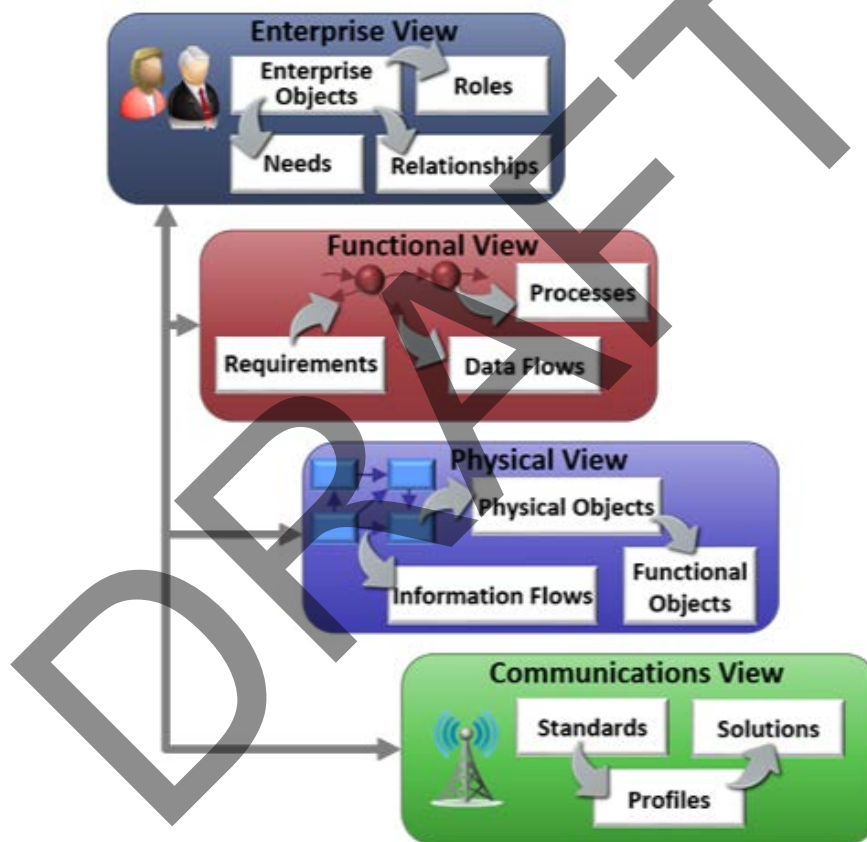 Enterprise View
Enterprise
Objects
Roles
Needs
Relationships
Functional View
Processes
Requirements
Data Flows
Physical View
Physical Objects
Information Flows
Functional
Objects
Communications View
Standards
Solutions
Profiles
DRAFT